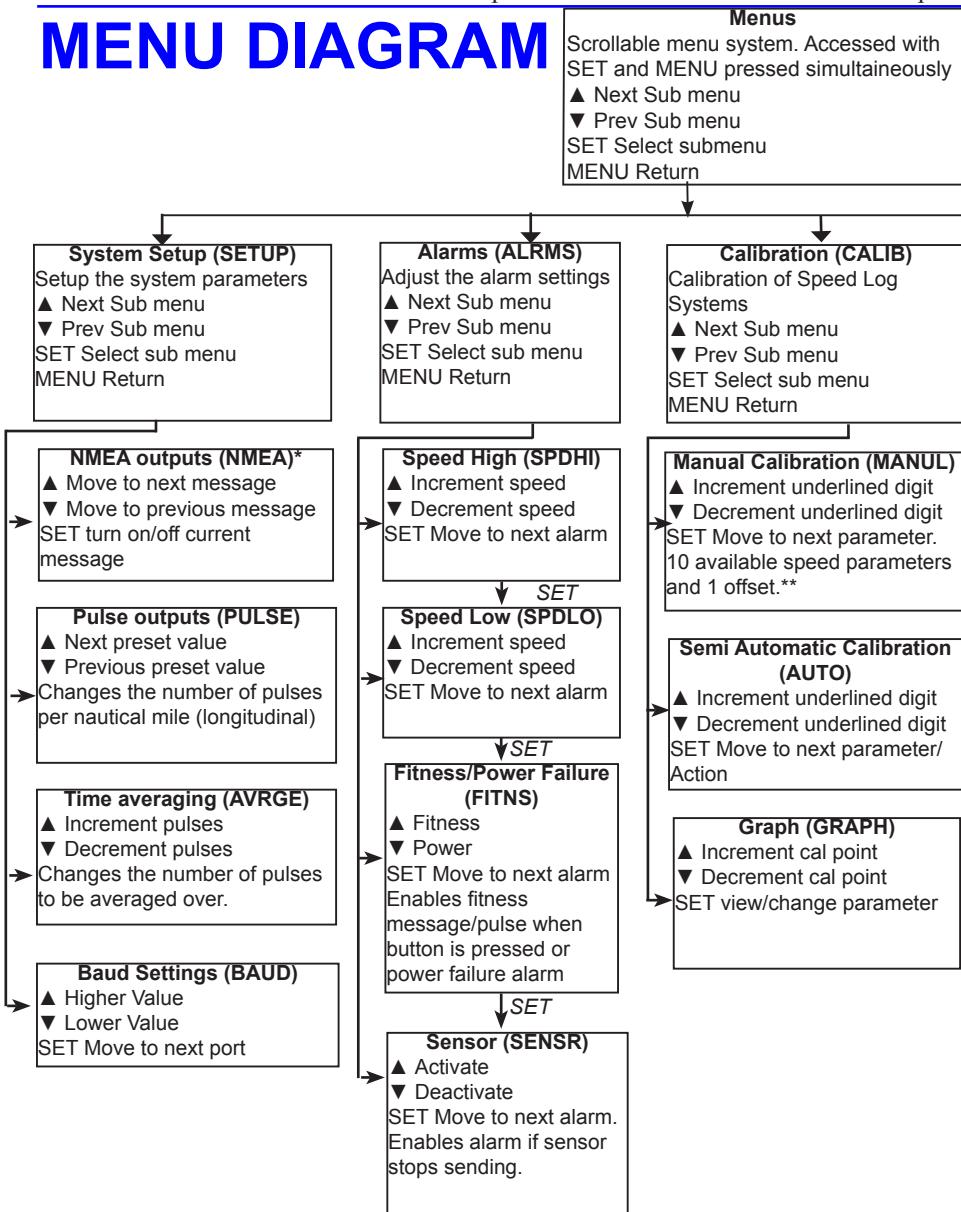 MENU DIAGRAM
Menus
Scrollable menu system. Accessed with
SET and MENU pressed simultaineously
▲ Next Sub menu
▼ Prev Sub menu
SET Select submenu
MENU Return
System Setup (SETUP)
Setup the system parameters
▲ Next Sub menu
▼ Prev Sub menu
SET Select sub menu
MENU Return
NMEA outputs (NMEA)*
▲ Move to next message
▼ Move to previous message
SET turn on/off current
message
Pulse outputs (PULSE)
▲ Next preset value
▼ Previous preset value
Changes the number of pulses
per nautical mile (longitudinal)
Time averaging (AVRGE)
▲ Increment pulses
▼ Decrement pulses
Changes the number of pulses
to be averaged over.
Baud Settings (BAUD)
▲ Higher Value
▼ Lower Value
SET Move to next port
Alarms (ALRMS)
Adjust the alarm settings
▲ Next Sub menu
▼ Prev Sub menu
SET Select sub menu
MENU Return
Speed High (SPDHI)
▲ Increment speed
▼ Decrement speed
SET Move to next alarm
SET
Speed Low (SPDLO)
▲ Increment speed
▼ Decrement speed
SET Move to next alarm
SET
Fitness/Power Failure
(FITNS)
▲ Fitness
▼ Power
SET Move to next alarm
Enables fitness
message/pulse when
button is pressed or
power failure alarm
SET
Sensor (SENSR)
▲ Activate
▼ Deactivate
SET Move to next alarm.
Enables alarm if sensor
stops sending.
Calibration (CALIB)
Calibration of Speed Log
Systems
▲ Next Sub menu
▼ Prev Sub menu
SET Select sub menu
MENU Return
Manual Calibration (MANUL)
▲ Increment underlined digit
▼ Decrement underlined digit
SET Move to next parameter.
10 available speed parameters
and 1 offset.**
Semi Automatic Calibration
(AUTO)
▲ Increment underlined digit
▼ Decrement underlined digit
SET Move to next parameter/
Action
Graph (GRAPH)
▲ Increment cal point
▼ Decrement cal point
SET view/change parameter